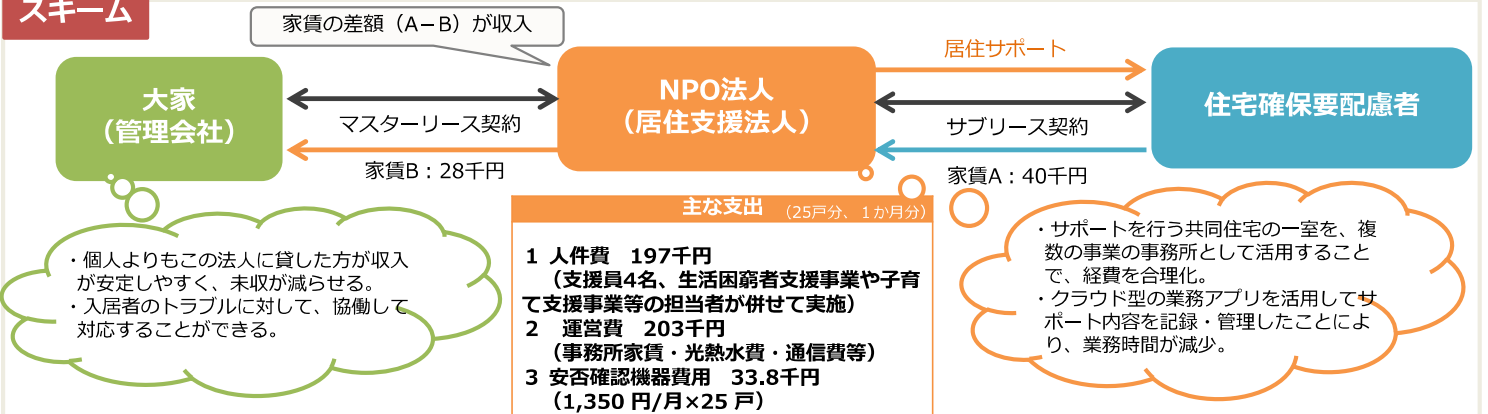 スキーム
家賃の差額（A−B）が収入
大家
（管理会社）
マスターリース契約
家賃B：28千円
NPO法人
（居住支援法人）
居住サポート
サブリース契約
家賃A：40千円
住宅確保要配慮者
・個人よりもこの法人に貸した方が収入
が安定しやすく、未収が減らせる。
・入居者のトラブルに対して、協働して
対応することができる。
主な支出 （25戸分、１か月分）
1 人件費 197千円
（支援員4名、生活困窮者支援事業や子育
て支援事業等の担当者が併せて実施）
2 運営費 203千円
（事務所家賃・光熱水費・通信費等）
3 安否確認機器費用 33.8千円
（1,350 円/月×25 戸）
・サポートを行う共同住宅の一室を、複
数の事業の事務所として活用すること
で、経費を合理化。
・クラウド型の業務アプリを活用してサ
ポート内容を記録・管理したことによ
り、業務時間が減少。